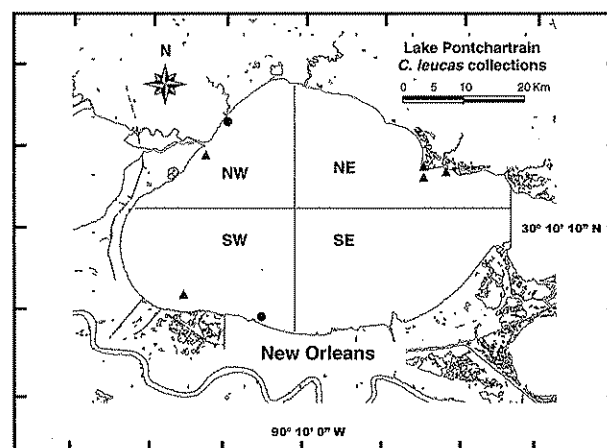 Lake Pontchartrain
C. leucas collections
0 5 10 20 Km
N
NW NE
SW SE
30° 10' 10" N
New Orleans
90° 10' 0" W